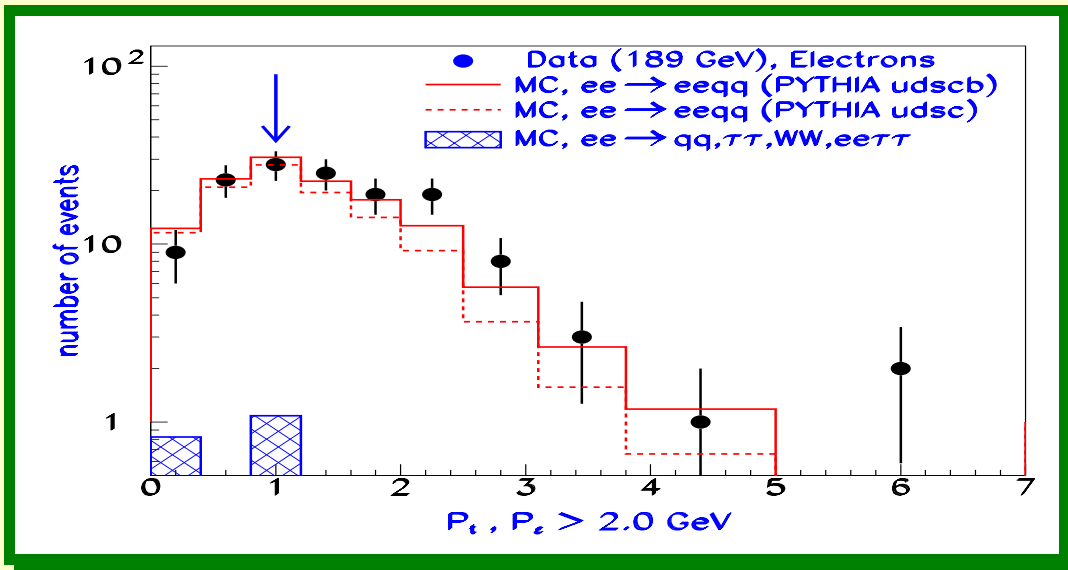 10²
Data (189 GeV), Electrons
MC, ee → eeqq (PYTHIA udscb)
MC, ee → eeqq (PYTHIA udsc)
MC, ee → qq,ττ,WW,eeττ
number of events
10
1
0 1 2 3 4 5 6 7
Pₜ , Pₑ > 2.0 GeV